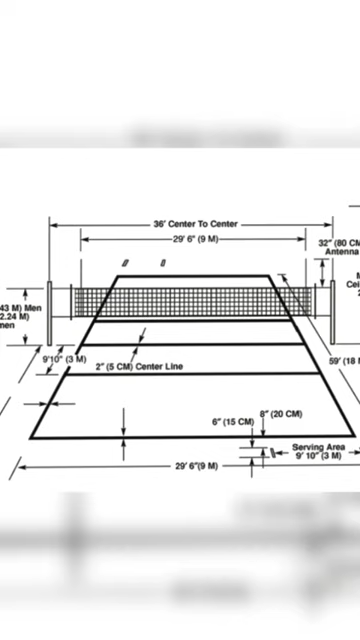 36' Center To Center
29' 6" (9 M)
32" (80 CM
Antenna
M
Cei
2
43 M) Men
2.24 M)
men
9'10" (3 M)
2" (5 CM) Center Line
59' (18 M
6" (15 CM)
8" (20 CM)
Serving Area
9' 10" (3 M)
29' 6"(9 M)